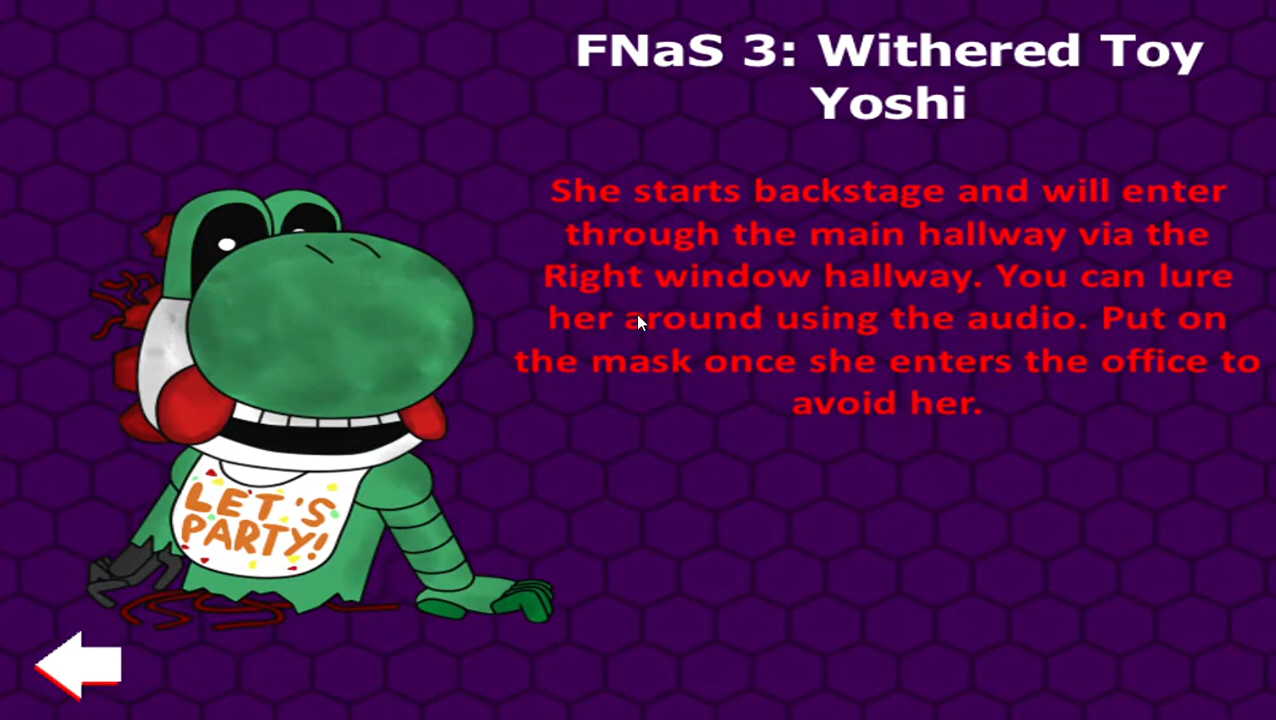 FNaS 3: Withered Toy
Yoshi
She starts backstage and will enter
through the main hallway via the
Right window hallway. You can lure
her around using the audio. Put on
the mask once she enters the office to
avoid her.
LET'S
PARTY!